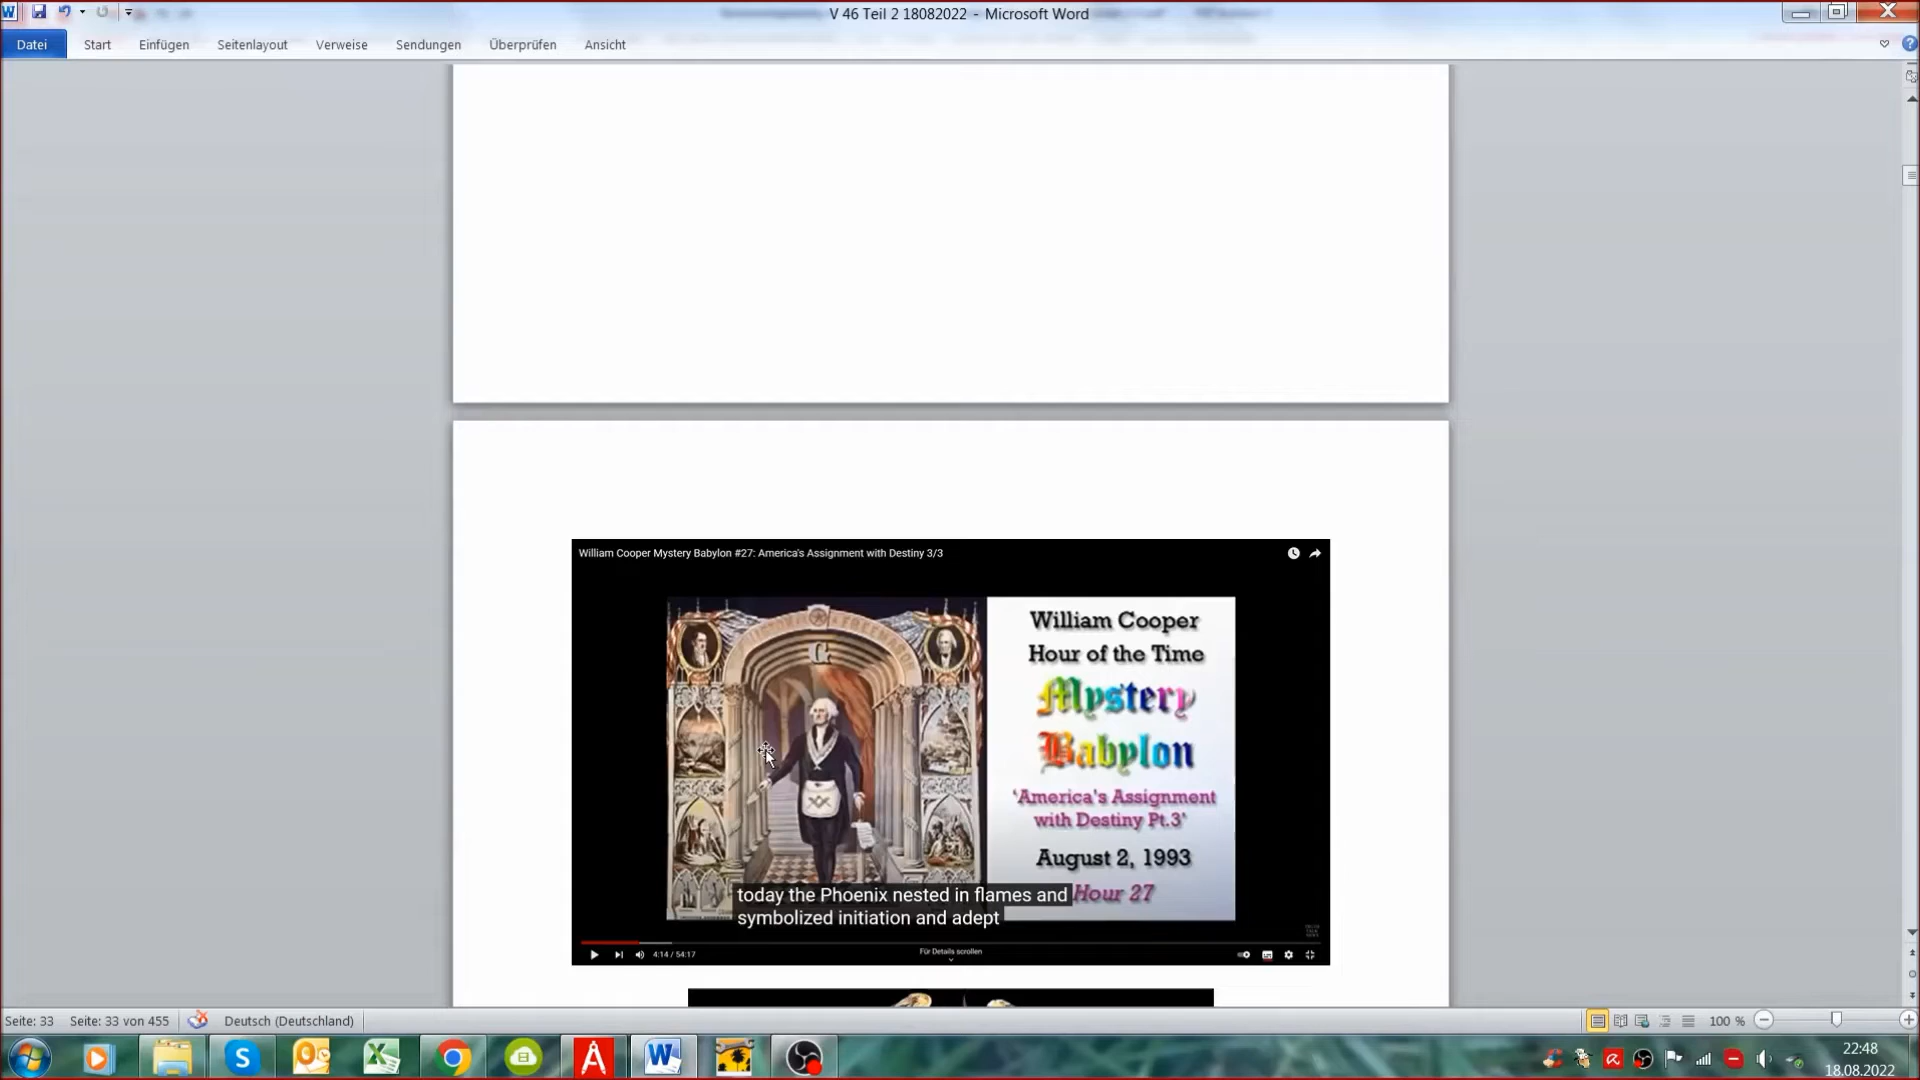 V 46 Teil 2 18082022 - Microsoft Word
Datei Start Einfügen Seitenlayout Verweise Sendungen Überprüfen Ansicht
William Cooper Mystery Babylon #27: America's Assignment with Destiny 3/3
G
William Cooper
Hour of the Time
Mystery
Babylon
'America's Assignment
with Destiny Pt.3'
August 2, 1993
Hour 27
today the Phoenix nested in flames and
symbolized initiation and adept
4:14 / 54:17
Für Details scrollen
Seite: 33 Seite: 33 von 455 Deutsch (Deutschland) 100 %
22:48
18.08.2022